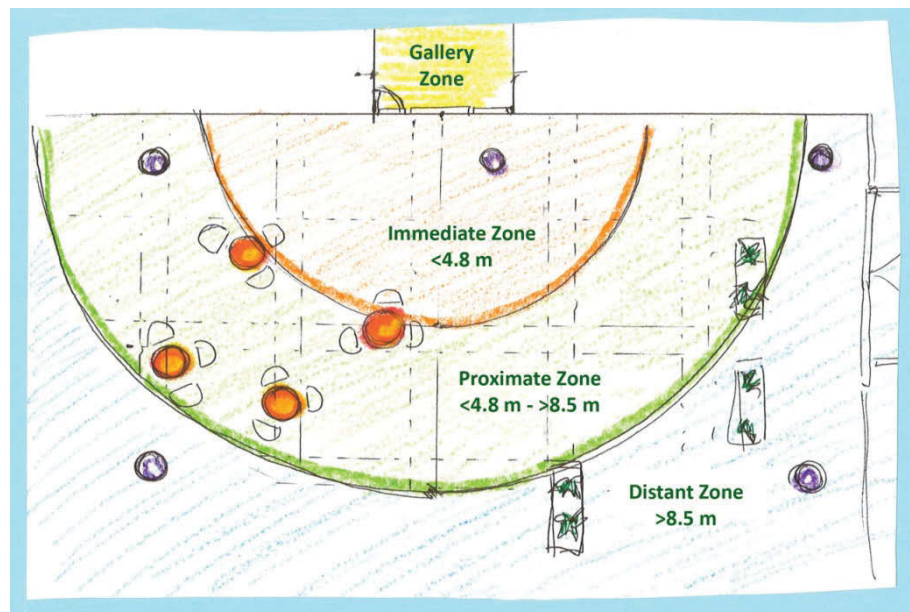 Gallery
Zone
Immediate Zone
<4.8 m
Proximate Zone
<4.8 m - >8.5 m
Distant Zone
>8.5 m